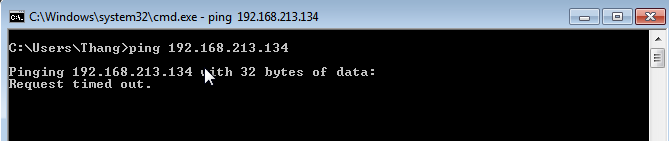 C:\Windows\system32\cmd.exe - ping 192.168.213.134
C:\Users\Thang>ping 192.168.213.134
Pinging 192.168.213.134 with 32 bytes of data:
Request timed out.